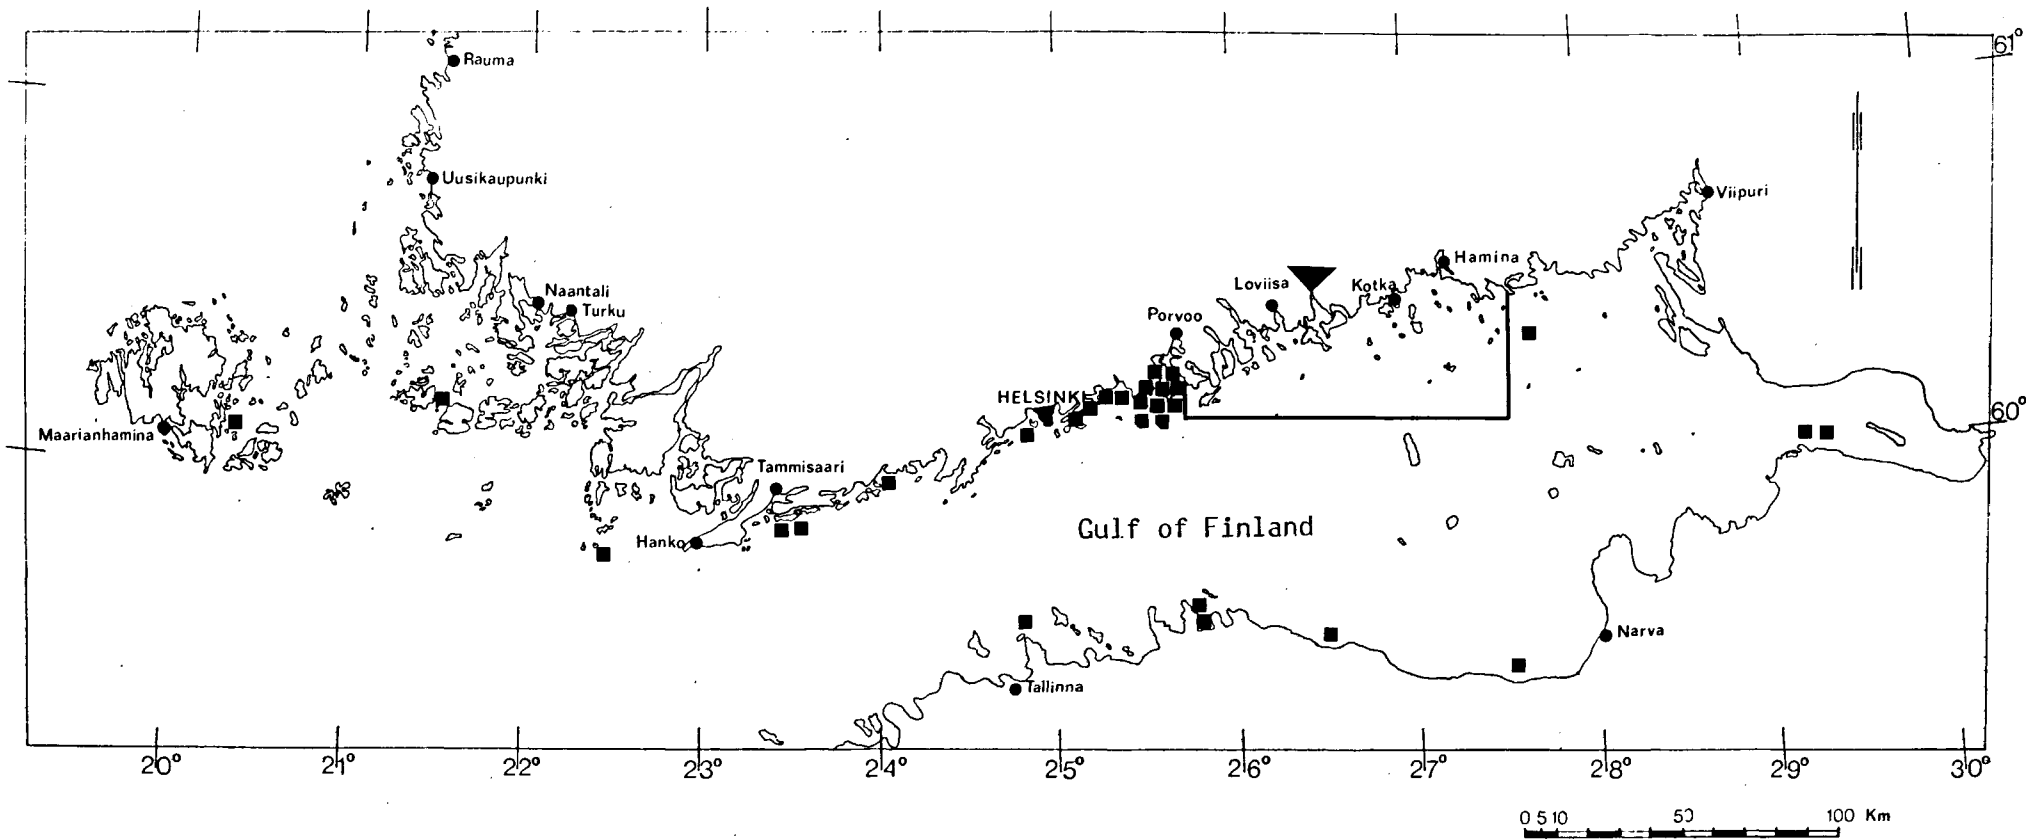 61°
Rauma
Uusikaupunki
Viipuri
Hamina
Loviisa
Kotka
Naantali
Turku
Porvoo
HELSINKI
60°
Maarianhamina
Tammisaari
Gulf of Finland
Hanko
Narva
Tallinna
20° 21° 22° 23° 24° 25° 26° 27° 28° 29° 30°
0 5 10 50 100 Km